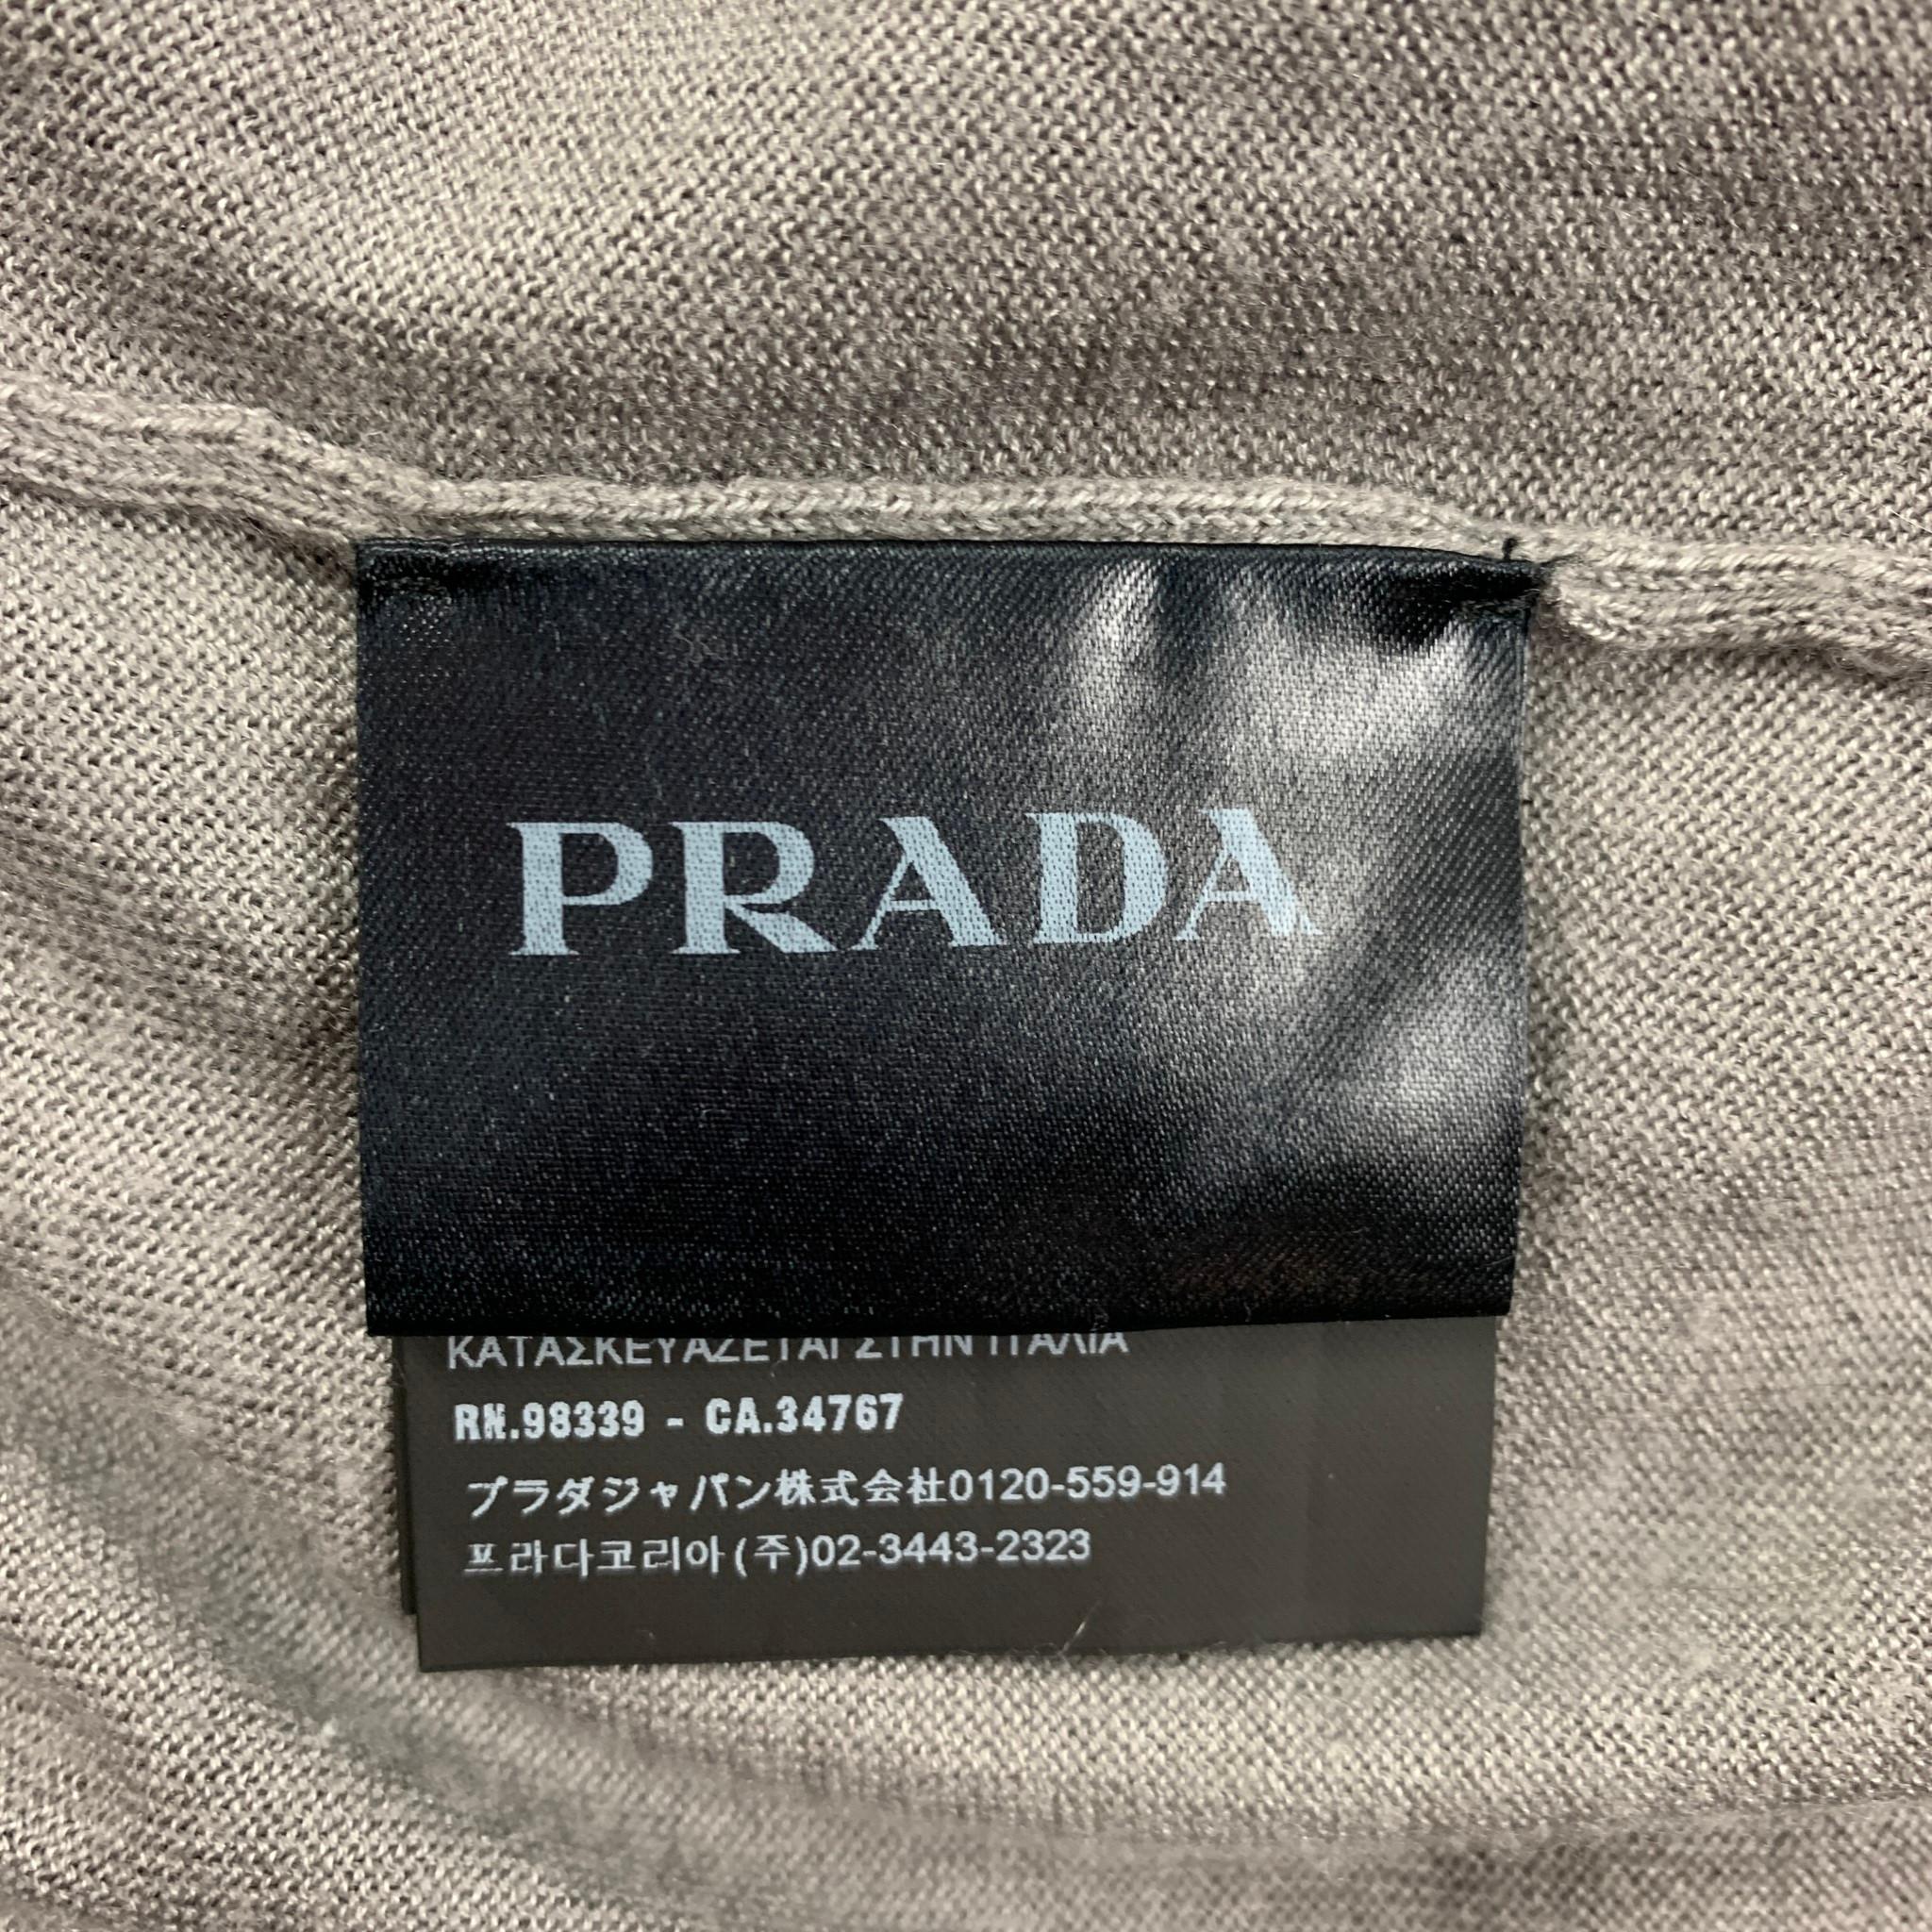 PRADA
ΚΑΤΑΣΚΕΥΑΖΕΤΑΙ ΣΤΗΝ ΙΤΑΛΙΑ
RN.98339 - CA.34767
プラダジャパン株式会社0120-559-914
프라다코리아(주)02-3443-2323